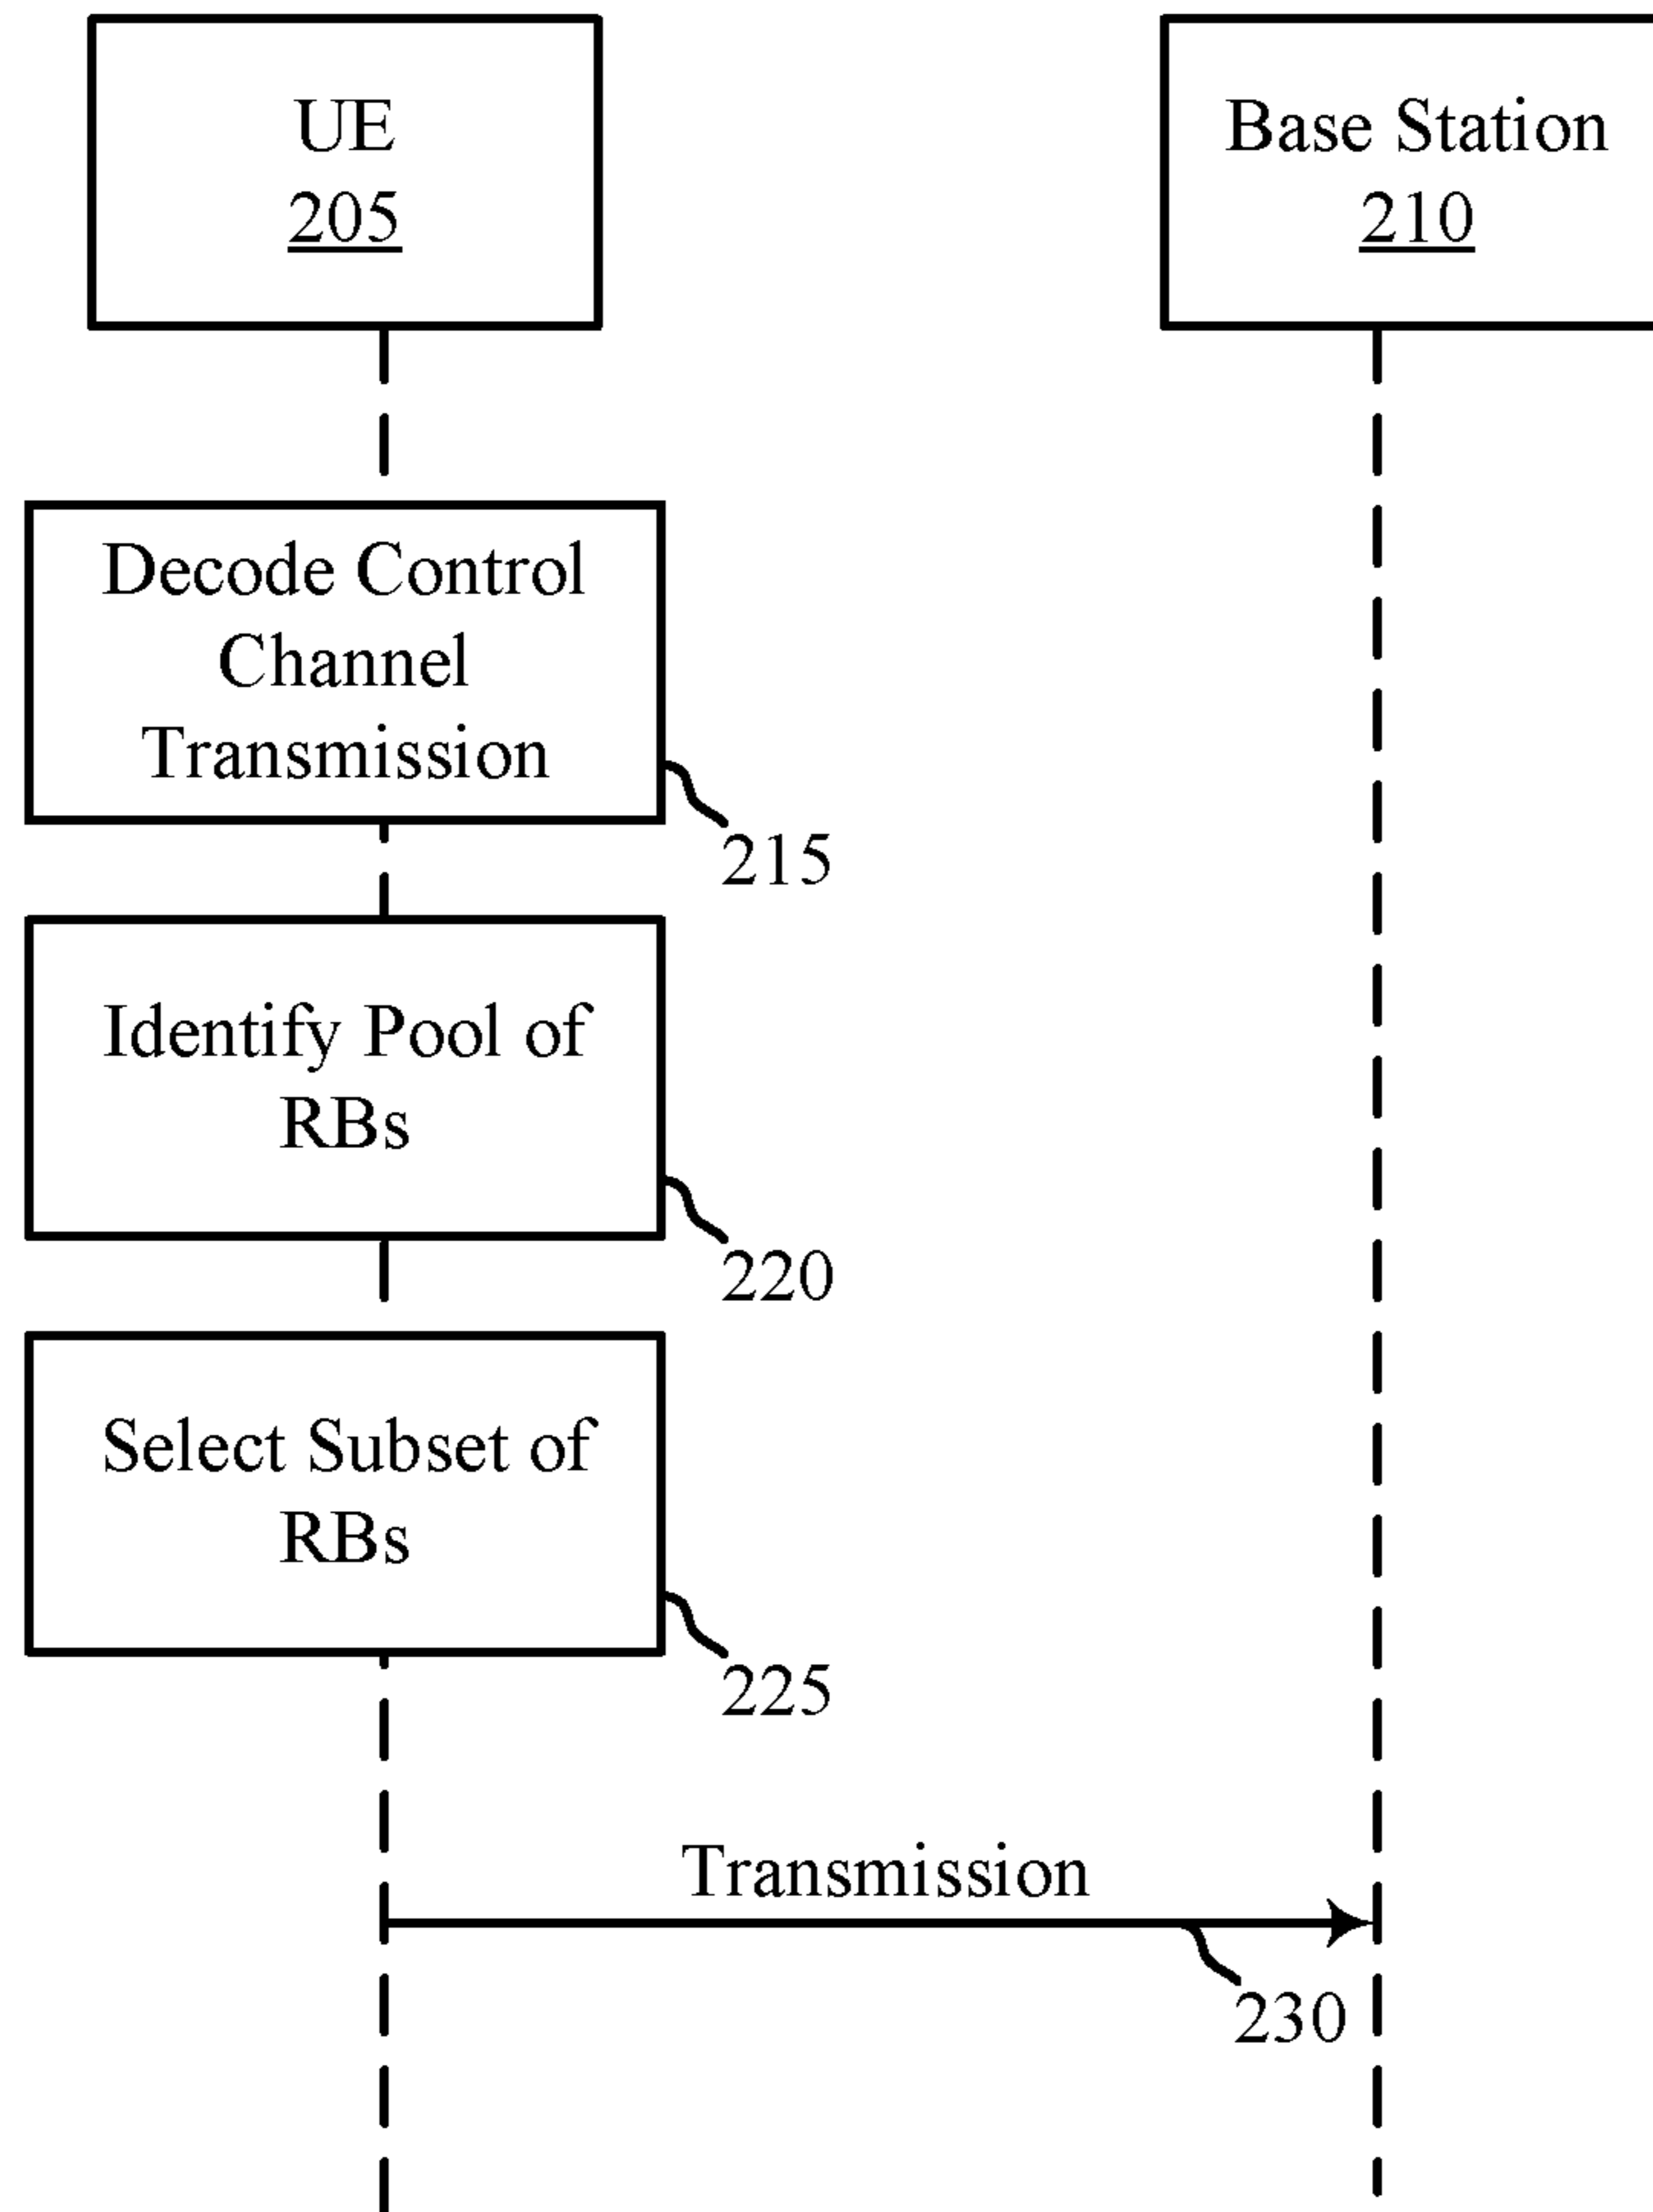 UE
205
Base Station
210
Decode Control
Channel
Transmission
215
Identify Pool of
RBs
220
Select Subset of
RBs
225
Transmission
230